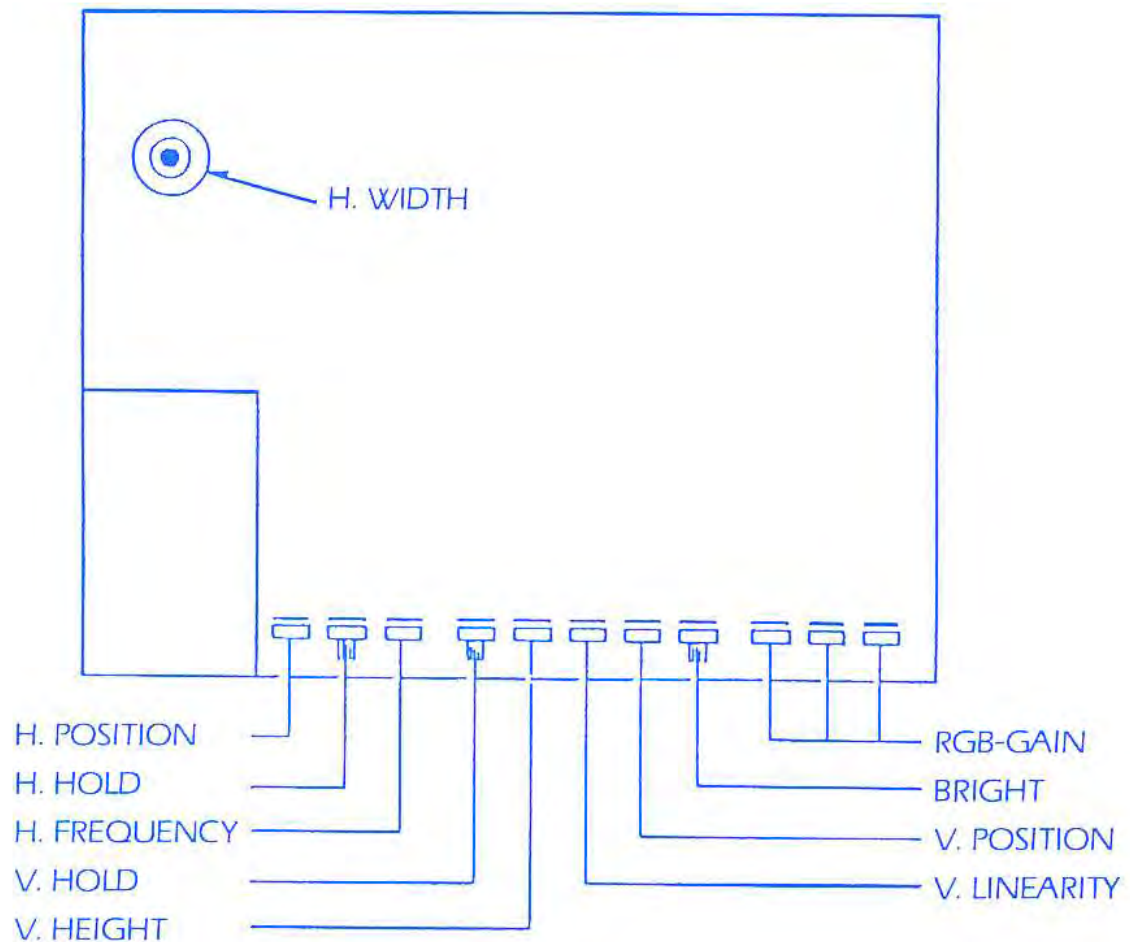 H. WIDTH
H. POSITION
H. HOLD
H. FREQUENCY
V. HOLD
V. HEIGHT
RGB-GAIN
BRIGHT
V. POSITION
V. LINEARITY